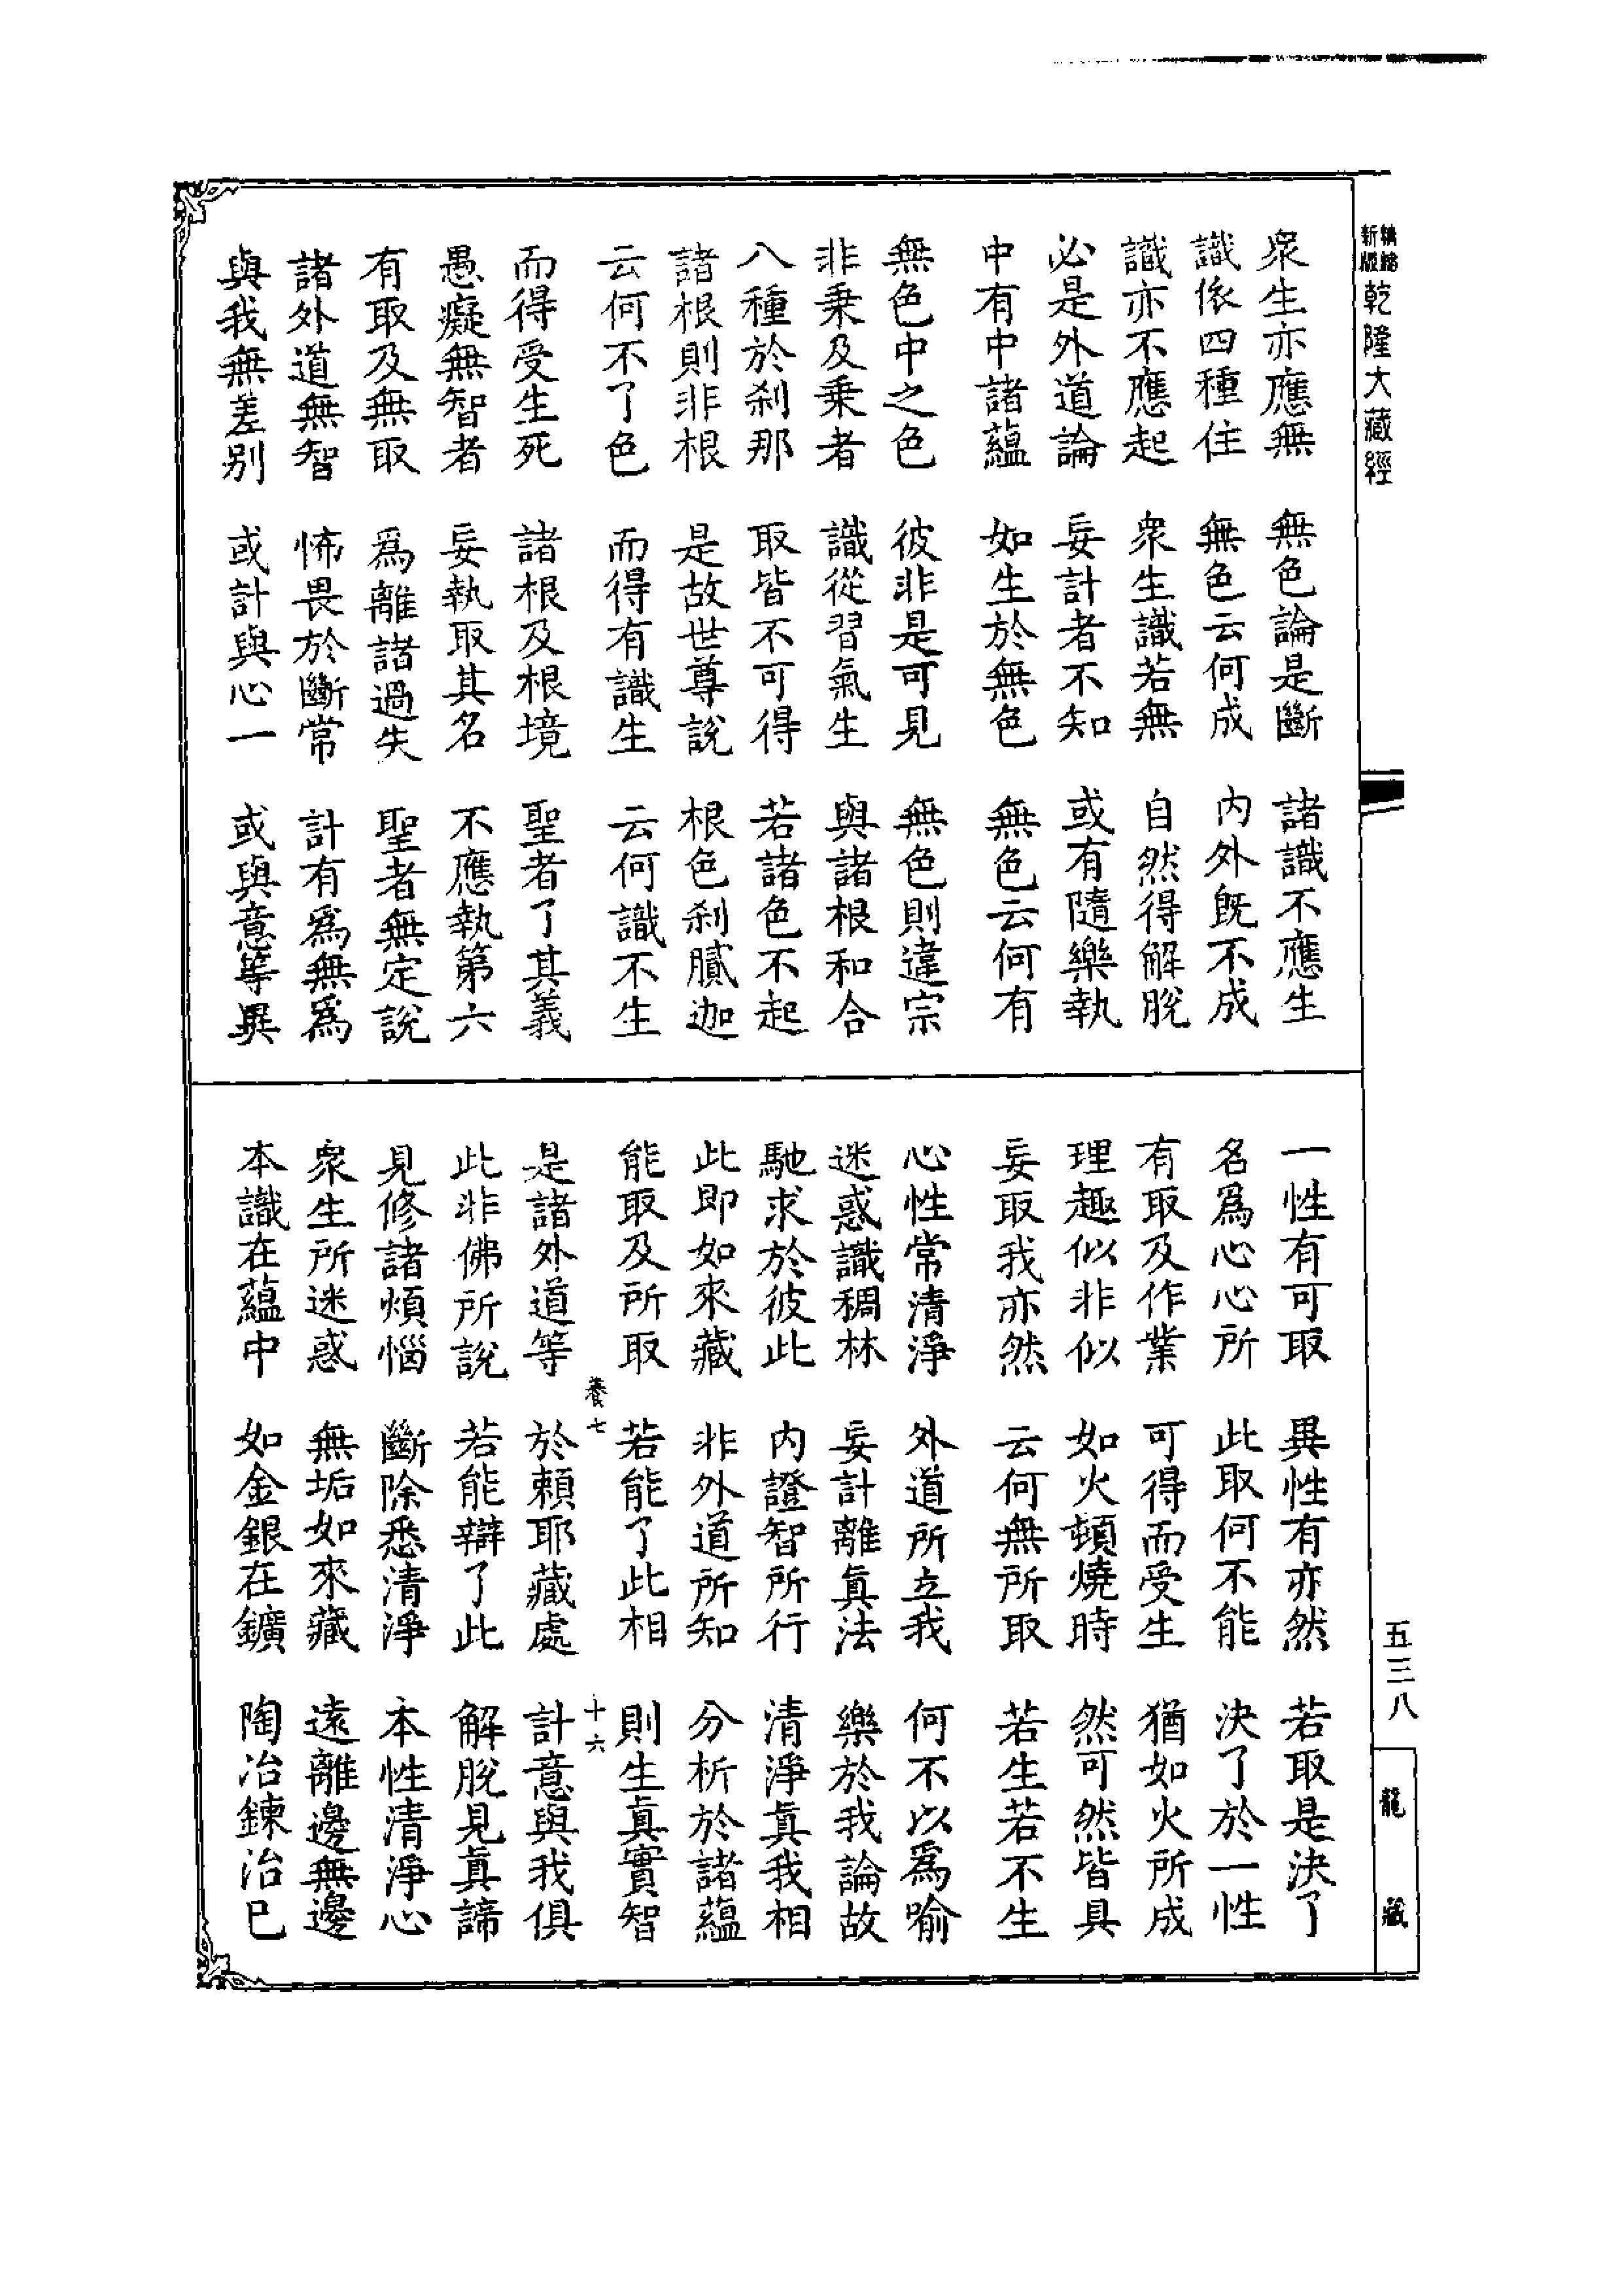 新版精縮乾隆大藏經
眾生亦應無　無色論是斷　諸識不應生
識依四種住　無色云何成　內外既不成
識亦不應起　眾生識若無　自然得解脫
必是外道論　妄計者不知　或有隨樂執
中有中諸蘊　如生於無色　無色云何有
無色中之色　彼非是可見　無色則違宗
非乘及乘者　識從習氣生　與諸根和合
八種於剎那　取皆不可得　若諸色不起
諸根則非根　是故世尊說　根色剎膩迦
云何不了色　而得有識生　云何識不生
而得受生死　諸根及根境　聖者了其義
愚癡無智者　妄執取其名　不應執第六
有取及無取　為離諸過失　聖者無定說
諸外道無智　怖畏於斷常　計有為無為
與我無差別　或計與心一　或與意等異
一性有可取　異性有亦然　若取是決了
名為心心所　此取何不能　決了於一性
有取及作業　可得而受生　猶如火所成
理趣似非似　如火頓燒時　然可然皆具
妄取我亦然　云何無所取　若生若不生
心性常清淨　外道所立我　何不以為喻
迷惑識稠林　妄計離真法　樂於我論故
馳求於彼此　內證智所行　清淨真我相
此即如來藏　非外道所知　分析於諸蘊
能取及所取　若能了此相　則生真實智
養七　十六
是諸外道等　於賴耶藏處　計意與我俱
此非佛所說　若能辯了此　解脫見真諦
見修諸煩惱　斷除悉清淨　本性清淨心
眾生所迷惑　無垢如來藏　遠離邊無邊
本識在蘊中　如金銀在鑛　陶冶鍊治已
五三八
龍藏